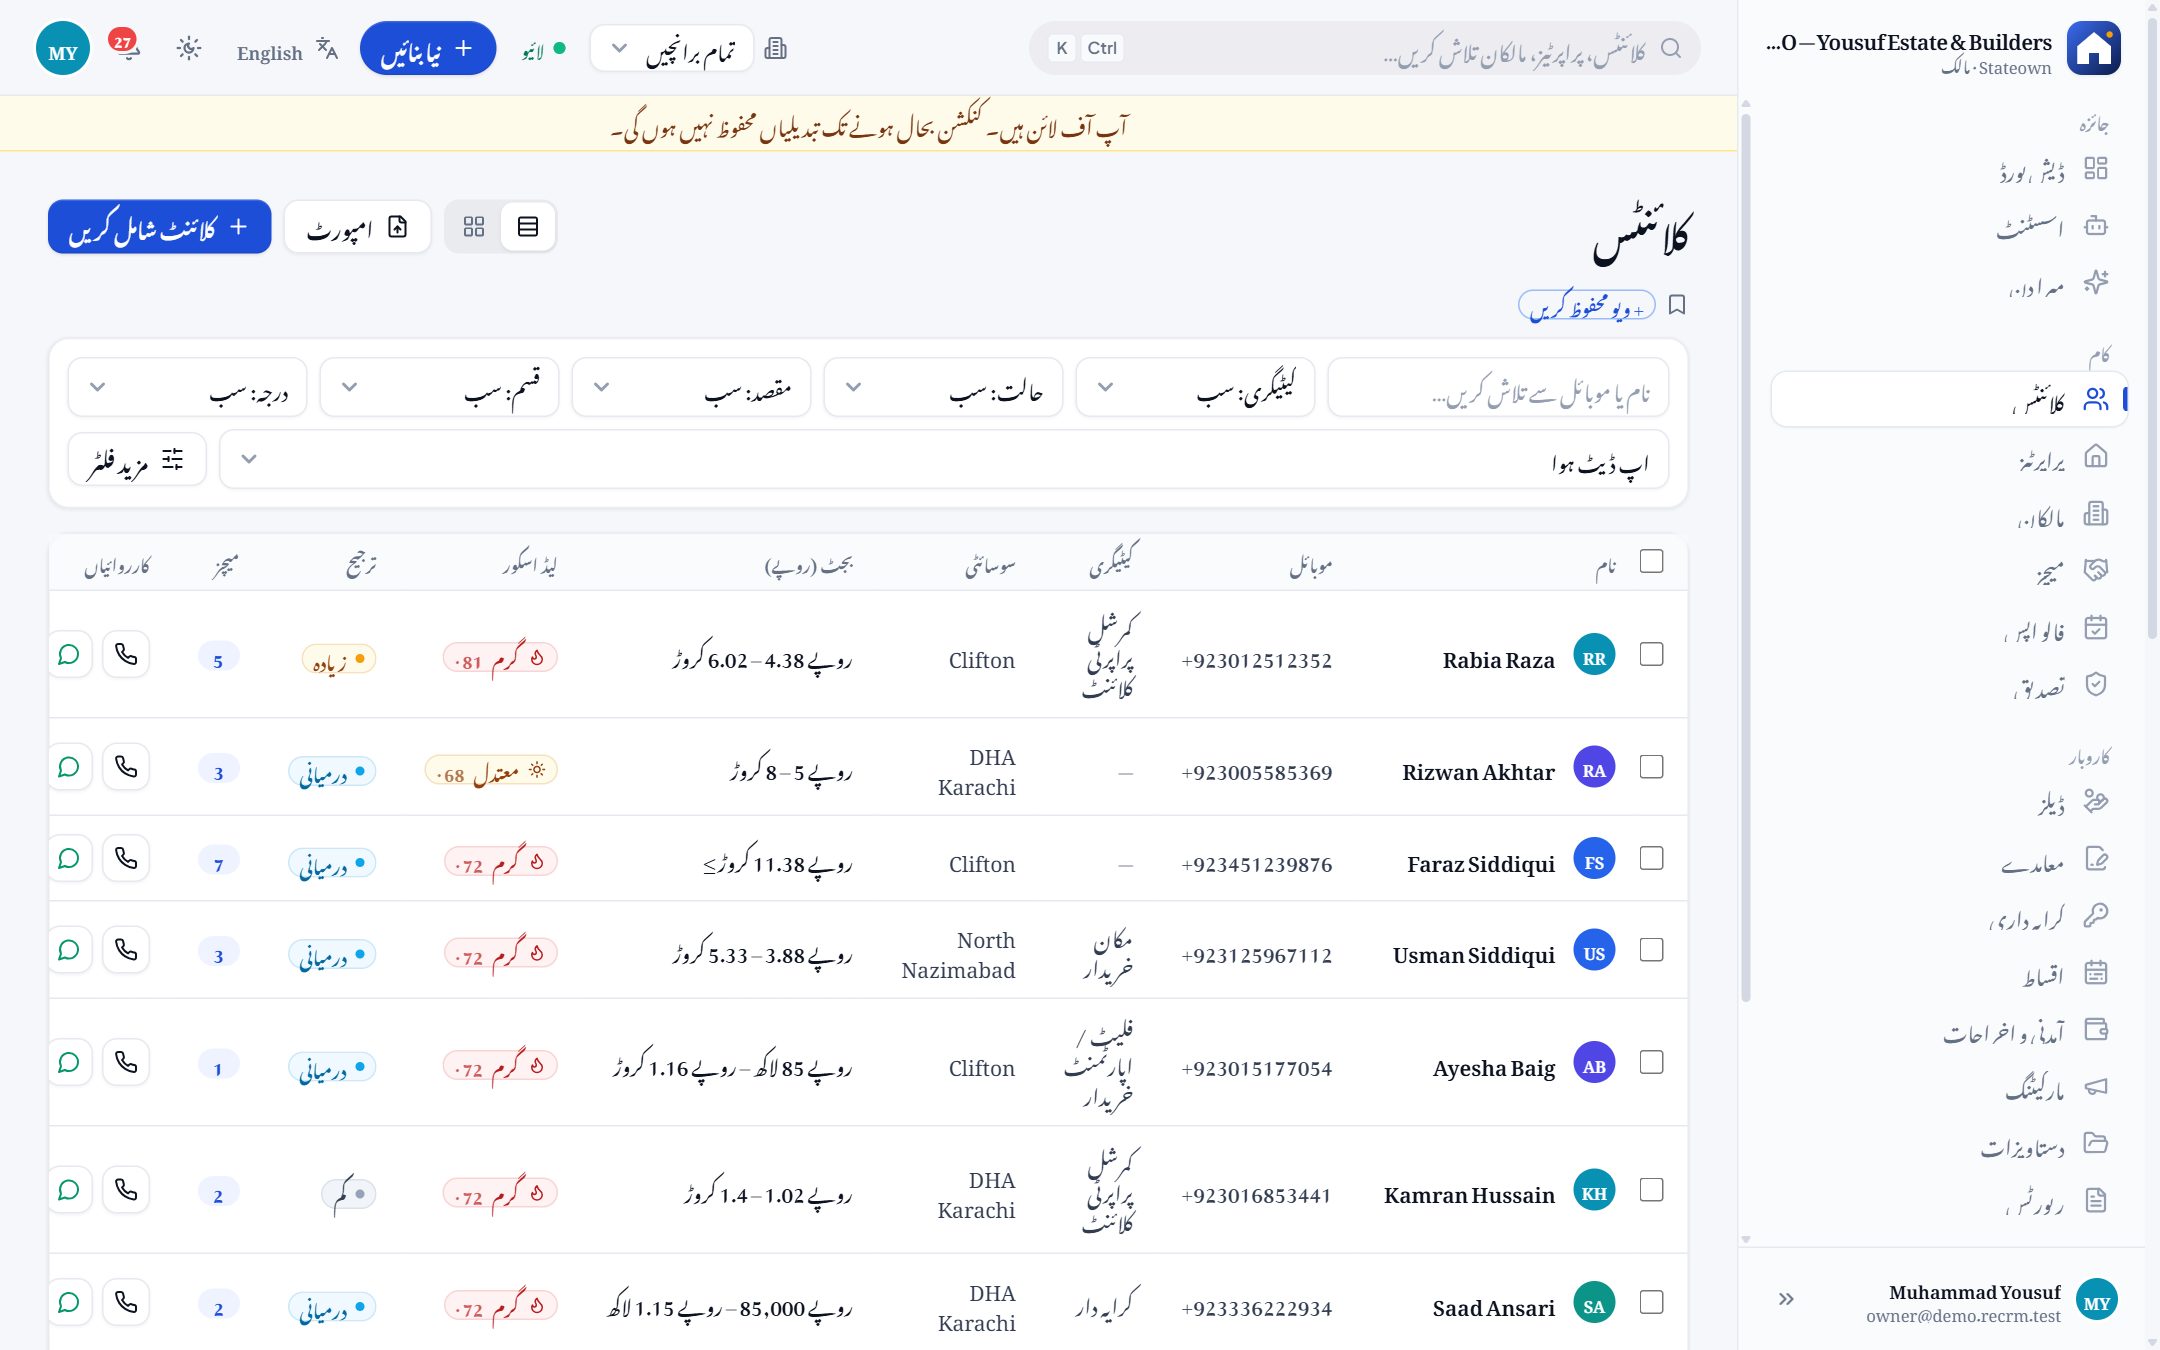 O — Yousuf Estate & Builders...
Stateown · مالک
جائزہ
ڈیش بورڈ
اسسٹنٹ
میرا دن
کام
کلائنٹس
پراپرٹیز
مالکان
میچز
فالو اپس
تصدیق
کاروبار
ڈیلز
معاہدے
کرایہ داری
اقساط
آمدنی و اخراجات
مارکیٹنگ
دستاویزات
رپورٹس
Muhammad Yousuf
owner@demo.recrm.test
MY
کلائنٹس، پراپرٹیز، مالکان تلاش کریں...
Ctrl K
تمام برانچیں
لائیو
+ نیا بنائیں
English
27
MY
آپ آف لائن ہیں۔ کنکشن بحال ہونے تک تبدیلیاں محفوظ نہیں ہوں گی۔
کلائنٹس
امپورٹ
+ کلائنٹ شامل کریں
+ ویو محفوظ کریں
نام یا موبائل سے تلاش کریں...
کیٹیگری: سب
حالت: سب
مقصد: سب
قسم: سب
درجہ: سب
اپ ڈیٹ ہوا
مزید فلٹر
نام موبائل کیٹیگری سوسائٹی بجٹ (روپے) لیڈ اسکور ترجیح میچز کارروائیاں
RR Rabia Raza +923012512352 کمرشل پراپرٹی کلائنٹ Clifton روپے 4.38 – 6.02 کروڑ گرم 81· زیادہ 5
RA Rizwan Akhtar +923005585369 — DHA Karachi روپے 5 – 8 کروڑ معتدل 68· درمیانی 3
FS Faraz Siddiqui +923451239876 — Clifton روپے 11.38 کروڑ ≥ گرم 72· درمیانی 7
US Usman Siddiqui +923125967112 مکان خریدار North Nazimabad روپے 3.88 – 5.33 کروڑ گرم 72· درمیانی 3
AB Ayesha Baig +923015177054 فلیٹ / اپارٹمنٹ خریدار Clifton روپے 85 لاکھ – روپے 1.16 کروڑ گرم 72· درمیانی 1
KH Kamran Hussain +923016853441 کمرشل پراپرٹی کلائنٹ DHA Karachi روپے 1.02 – 1.4 کروڑ گرم 72· کم 2
SA Saad Ansari +923336222934 کرایہ دار DHA Karachi روپے 85,000 – روپے 1.15 لاکھ گرم 72· درمیانی 2